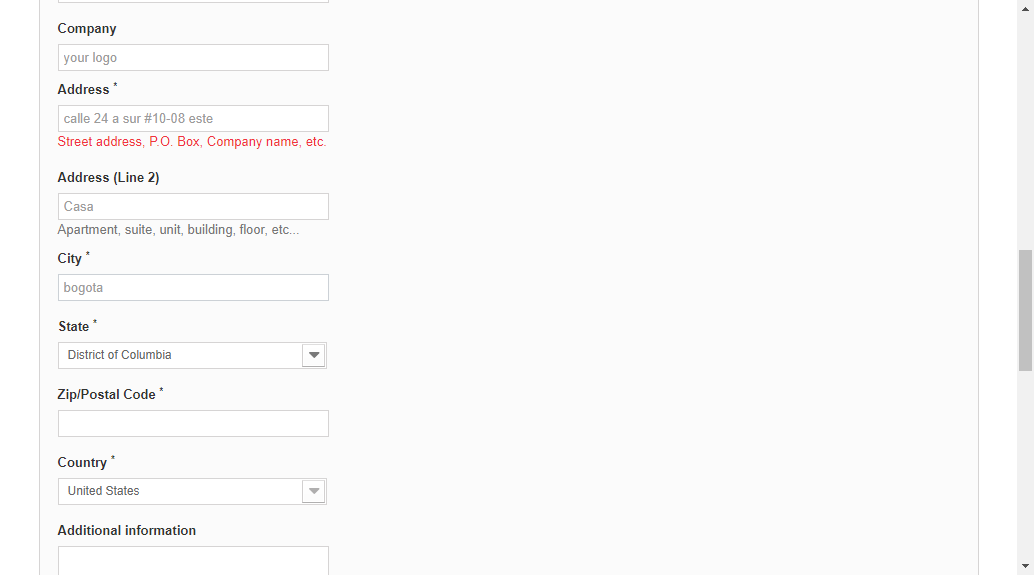 Company
your logo
Address *
calle 24 a sur #10-08 este
Street address, P.O. Box, Company name, etc.
Address (Line 2)
Casa
Apartment, suite, unit, building, floor, etc...
City *
bogota
State *
District of Columbia
Zip/Postal Code *
Country *
United States
Additional information